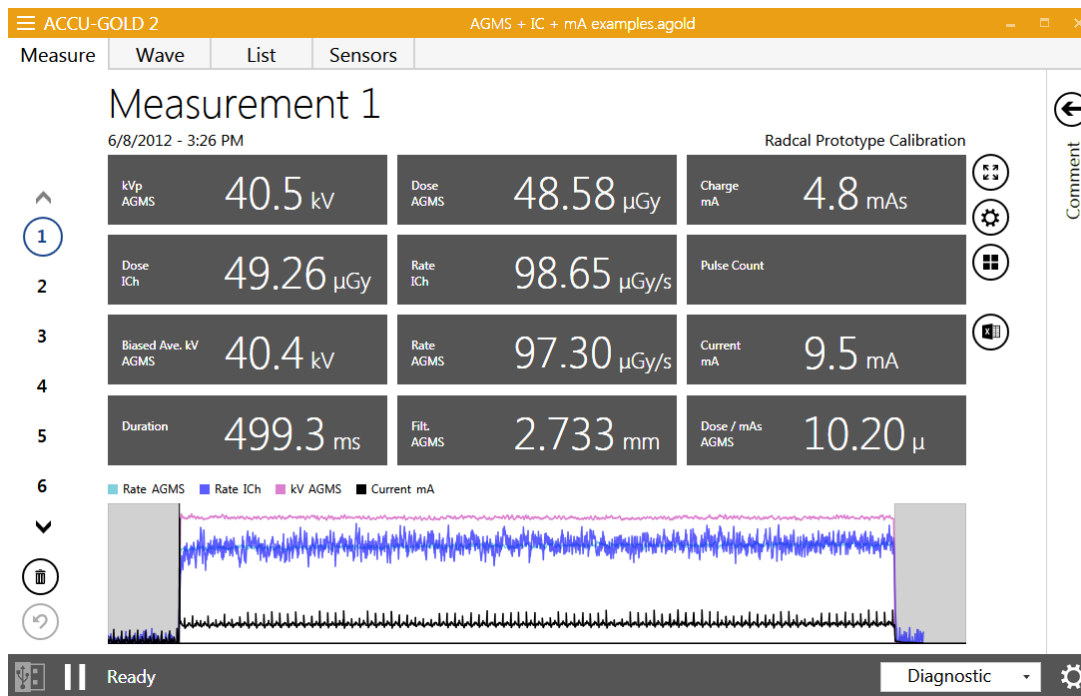 ACCU-GOLD 2
AGMS + IC + mA examples.agold
Measure Wave List Sensors
Measurement 1
6/8/2012 - 3:26 PM
Radcal Prototype Calibration
Comment
kVp AGMS 40.5 kV
Dose AGMS 48.58 µGy
Charge mA 4.8 mAs
Dose ICh 49.26 µGy
Rate ICh 98.65 µGy/s
Pulse Count
Biased Ave. kV AGMS 40.4 kV
Rate AGMS 97.30 µGy/s
Current mA 9.5 mA
Duration 499.3 ms
Filt. AGMS 2.733 mm
Dose / mAs AGMS 10.20 µ
1
2
3
4
5
6
Rate AGMS Rate ICh kV AGMS Current mA
Ready
Diagnostic